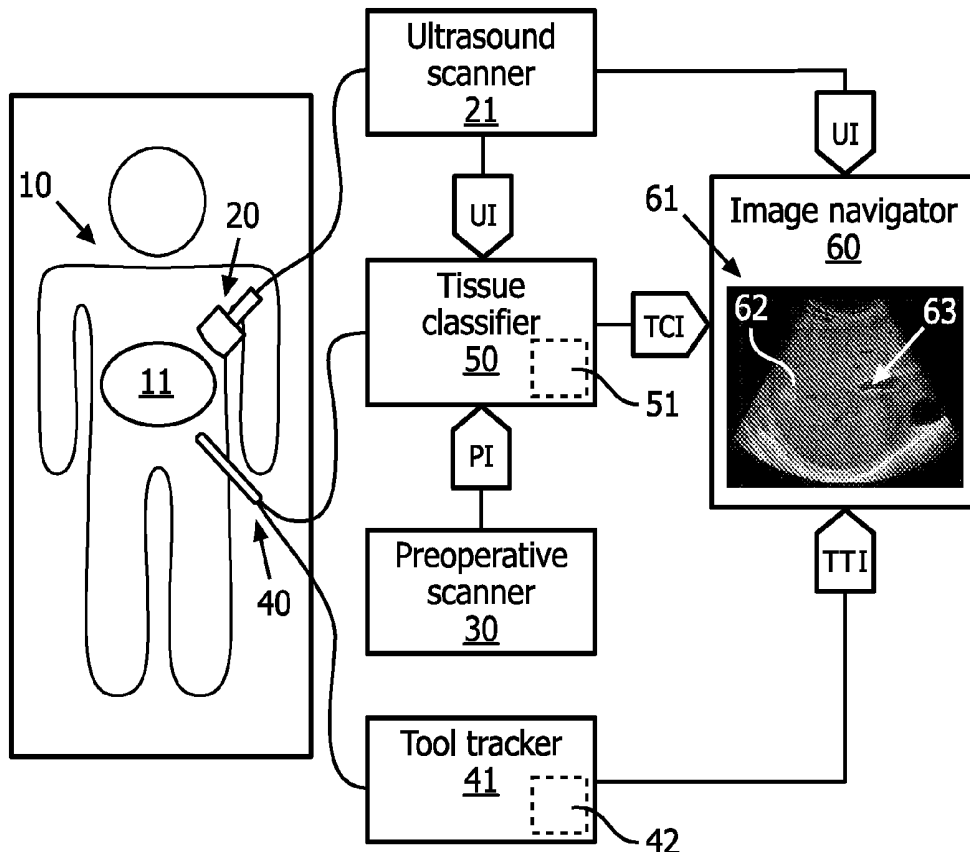 Ultrasound
scanner
21
UI
UI
10
20
11
40
Tissue
classifier
50
51
TCI
PI
Preoperative
scanner
30
Tool tracker
41
42
TTI
61
Image navigator
60
62
63